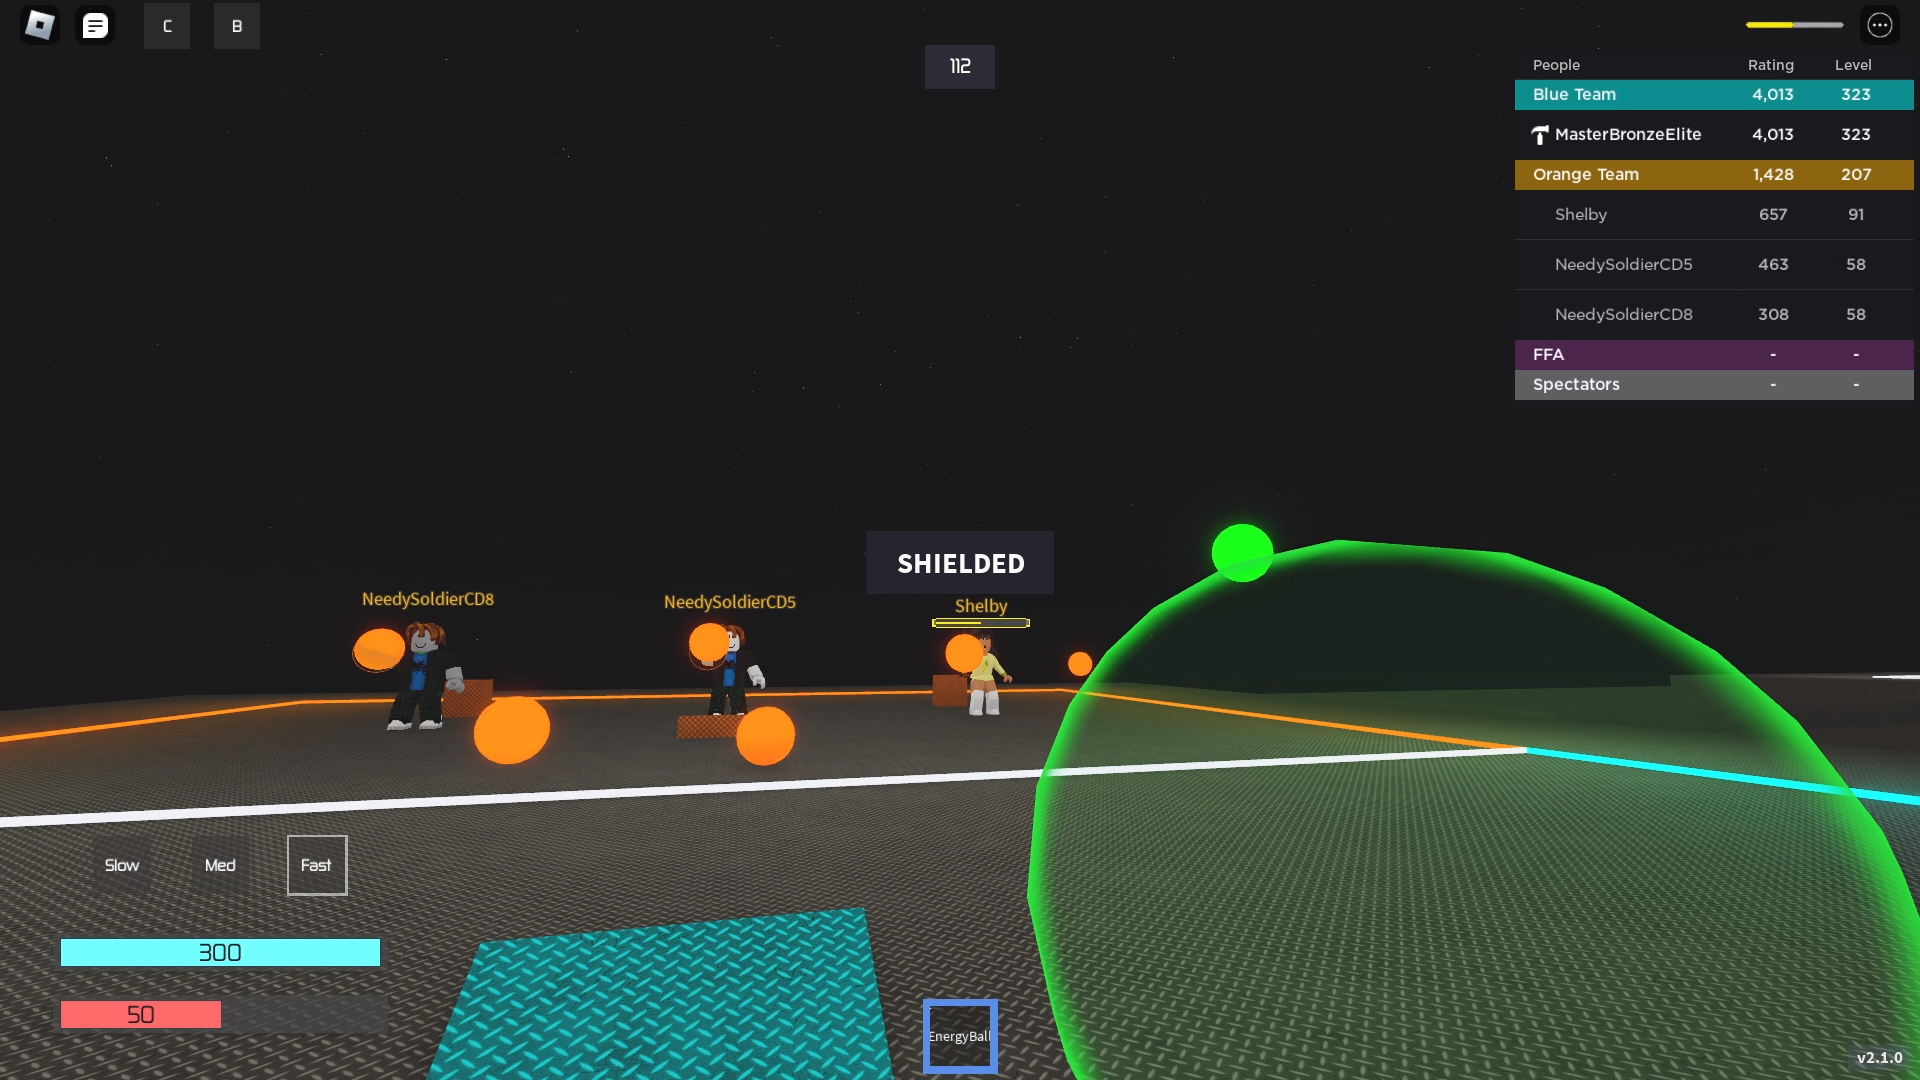 C
B
112
People Rating Level
Blue Team 4,013 323
MasterBronzeElite 4,013 323
Orange Team 1,428 207
Shelby 657 91
NeedySoldierCD5 463 58
NeedySoldierCD8 308 58
FFA - -
Spectators - -
SHIELDED
NeedySoldierCD8
NeedySoldierCD5
Shelby
Slow Med Fast
300
50
EnergyBall
v2.1.0